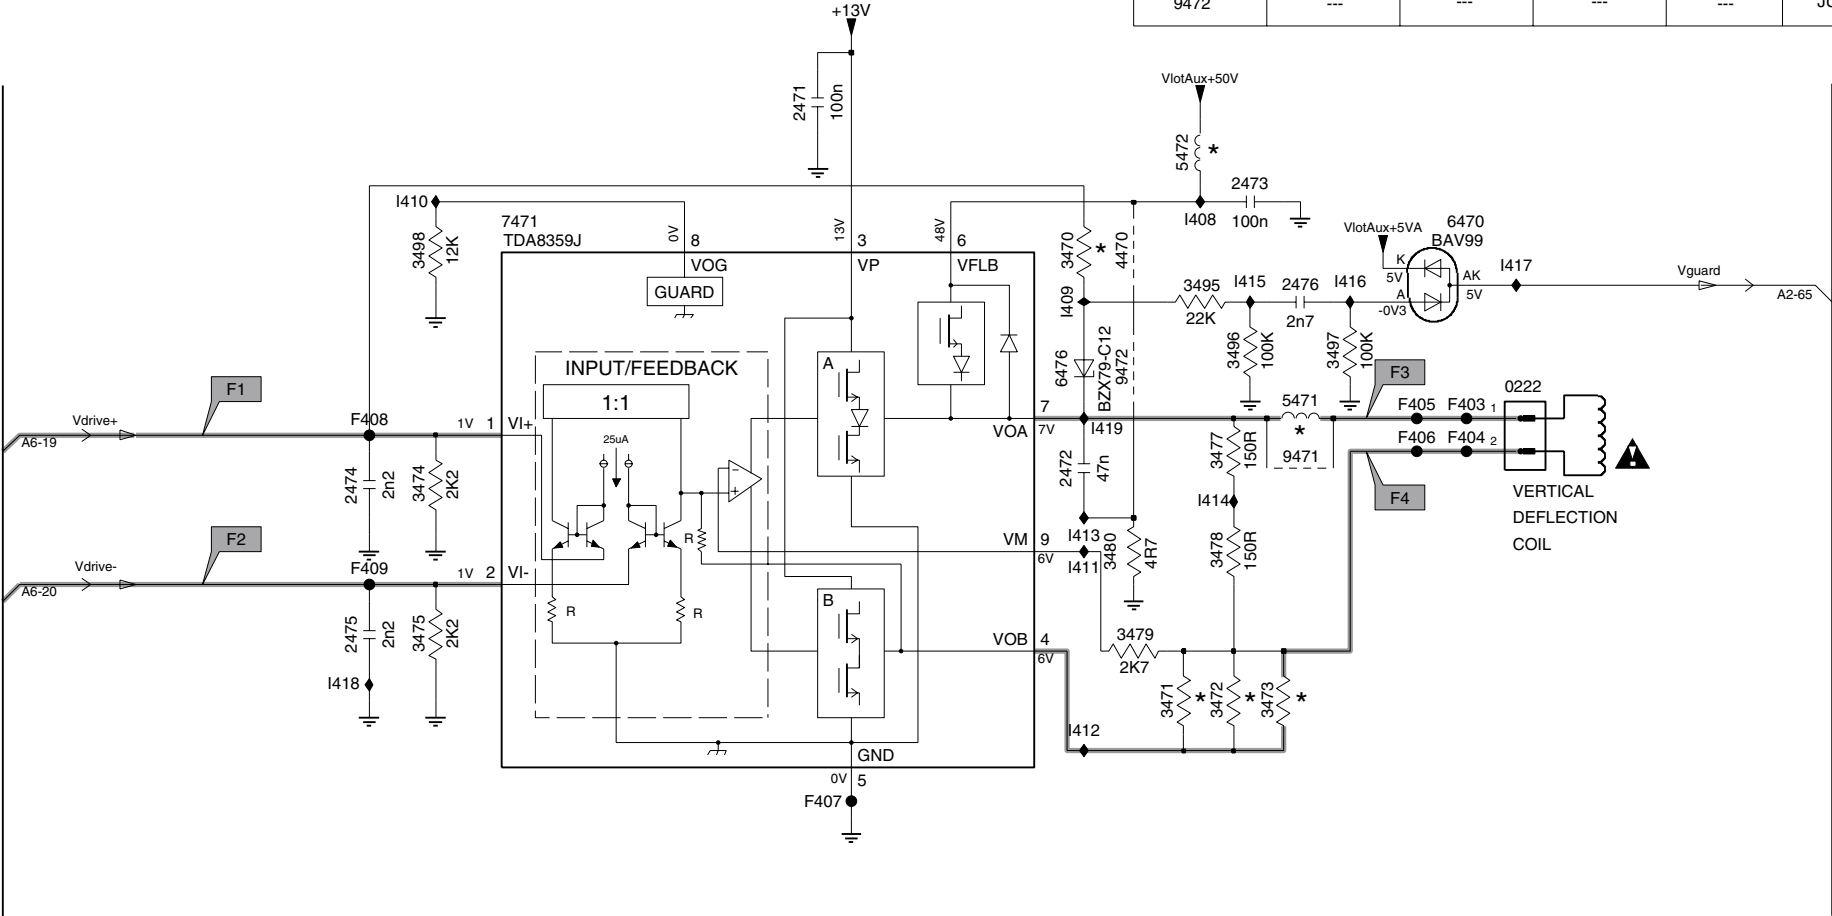 9472 --- --- --- ---
+13V
VlotAux+50V
2471
100n
5472
*
2473
100n
I408
I410
3498
12K
7471
TDA8359J
0V
8
13V
3
48V
6
VOG
VP
VFLB
GUARD
3470
*
4470
I409
VlotAux+5VA
6470
BAV99
K
5V
A
-0V3
AK
5V
I417
Vguard
A2-65
3495
22K
I415
2476
2n7
I416
3496
100K
3497
100K
6476
BZX79-C12
9472
INPUT/FEEDBACK
1:1
25uA
A
F1
Vdrive+
A6-19
F408
1V
1
VI+
2474
2n2
3474
2K2
VOA
7
7V
I419
2472
47n
5471
*
9471
3477
150R
I414
3478
150R
F3
F405
F403
1
F406
F404
2
0222
F4
VERTICAL
DEFLECTION
COIL
F2
Vdrive-
A6-20
F409
1V
2
VI-
2475
2n2
3475
2K2
I418
R
R
R
-
+
VM
9
6V
I413
I411
3480
4R7
B
VOB
4
6V
3479
2K7
3471
*
3472
*
3473
*
I412
GND
0V
5
F407